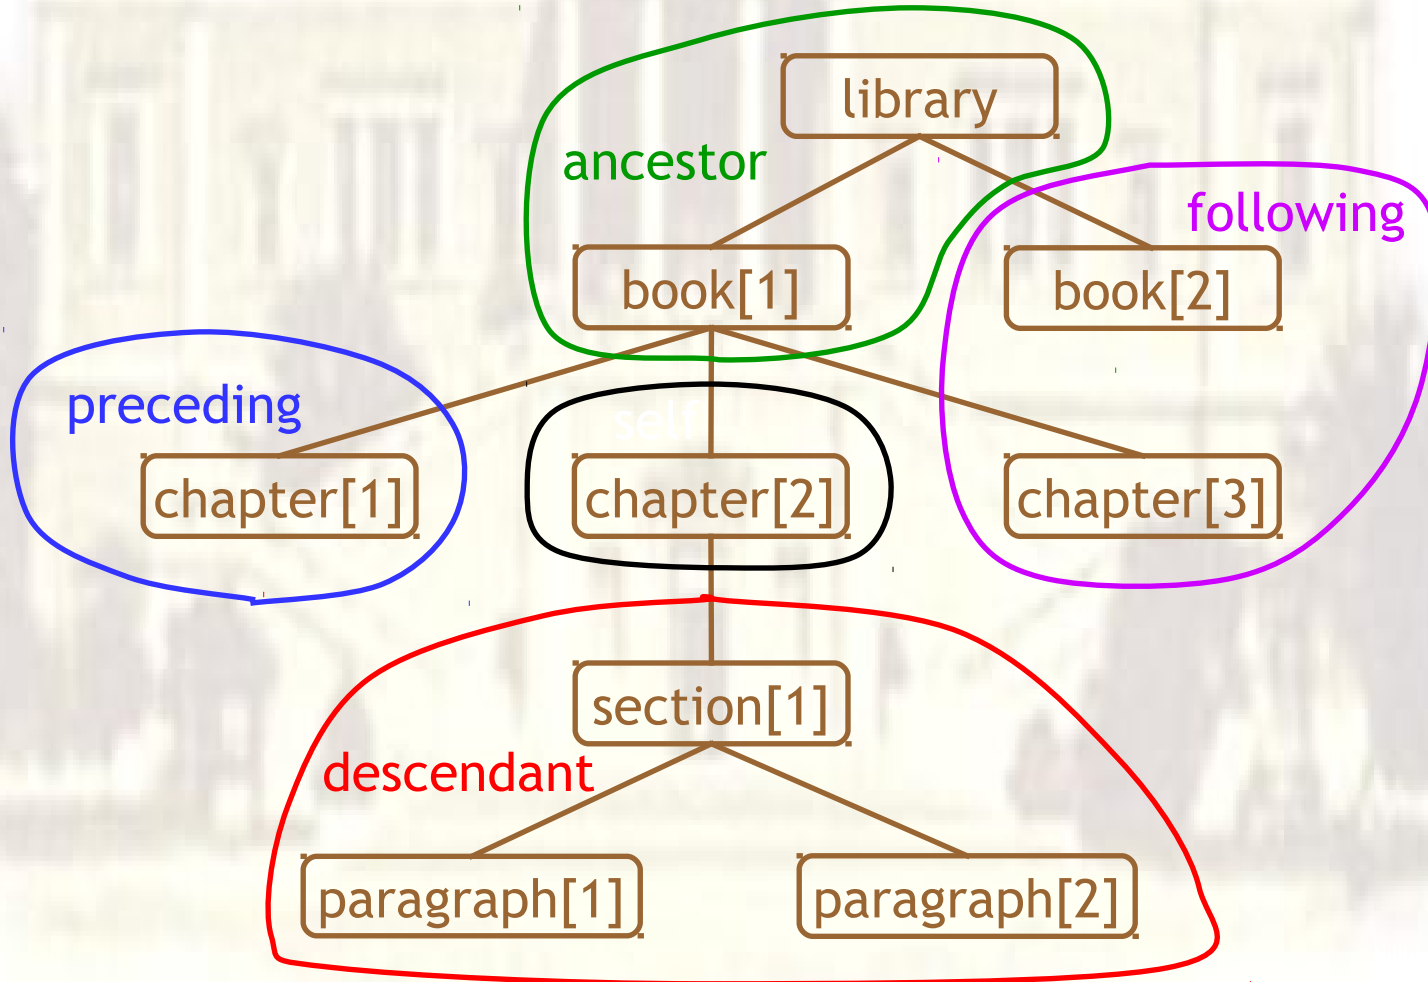 library
ancestor
following
book[1]
book[2]
preceding
self
chapter[1]
chapter[2]
chapter[3]
section[1]
descendant
paragraph[1]
paragraph[2]